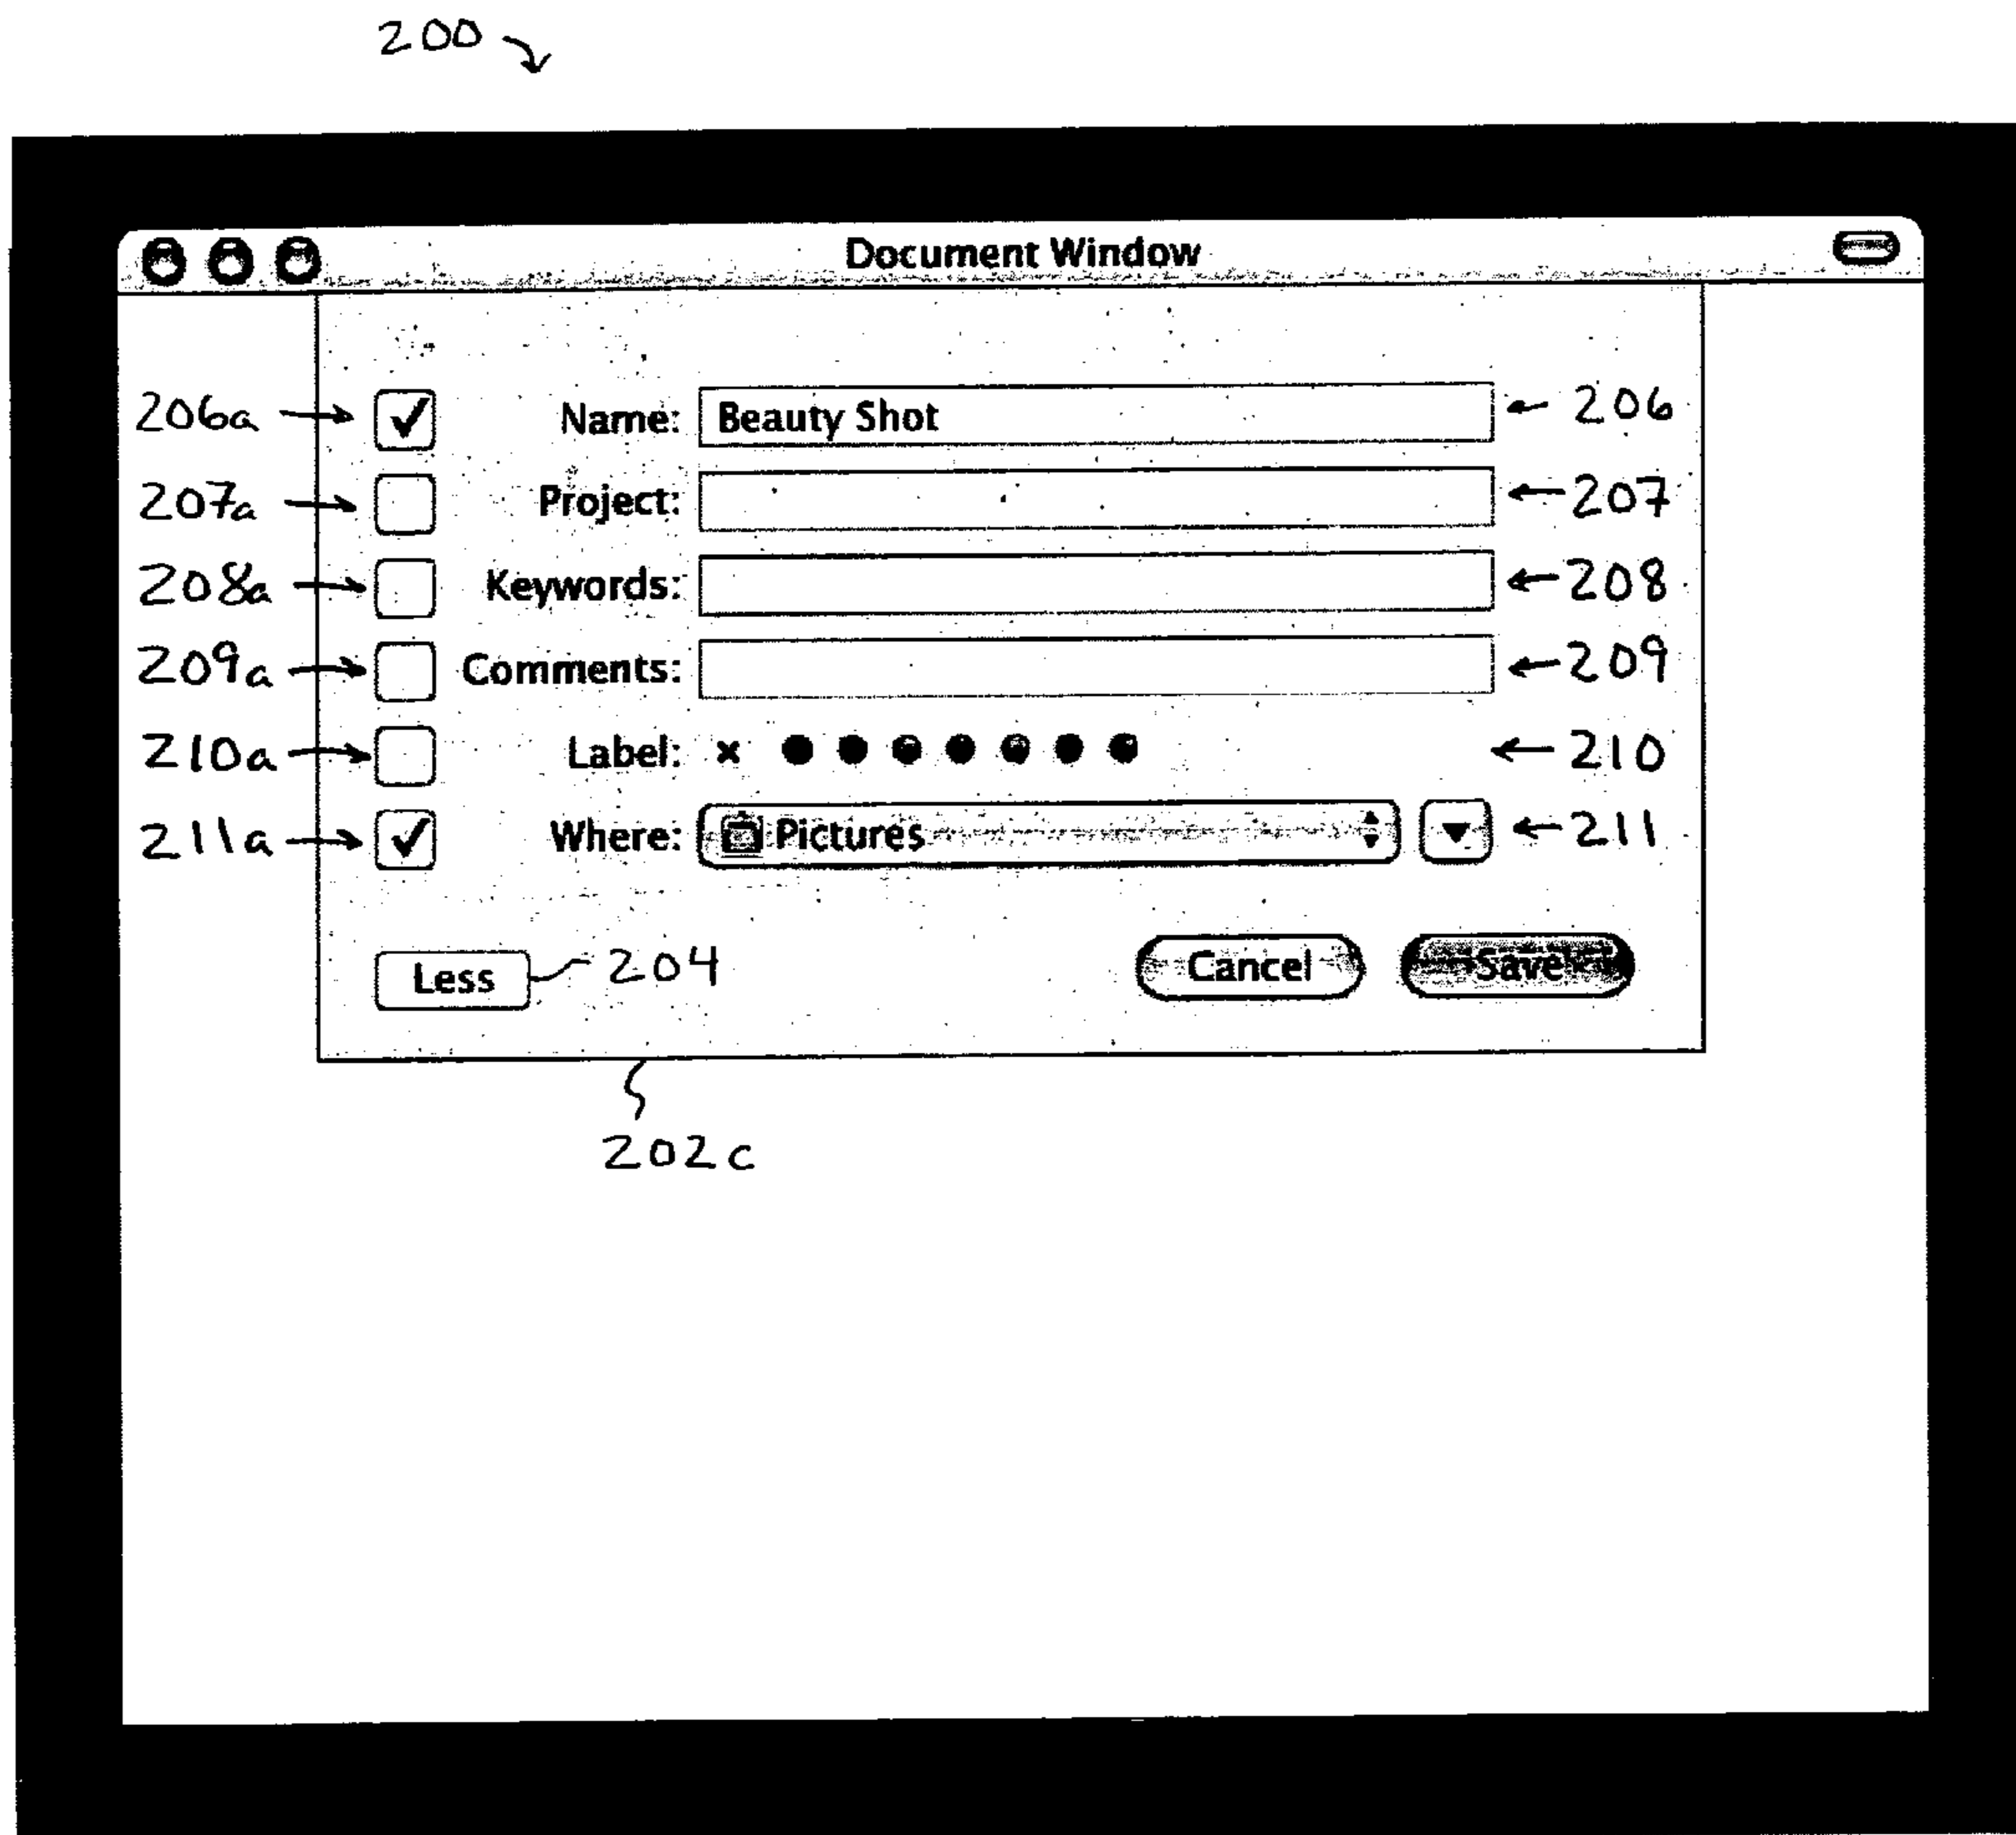 200
Document Window
206a Name: Beauty Shot 206
207a Project: 207
208a Keywords: 208
209a Comments: 209
210a Label: x 210
211a Where: Pictures 211
Less 204 Cancel Save
202c